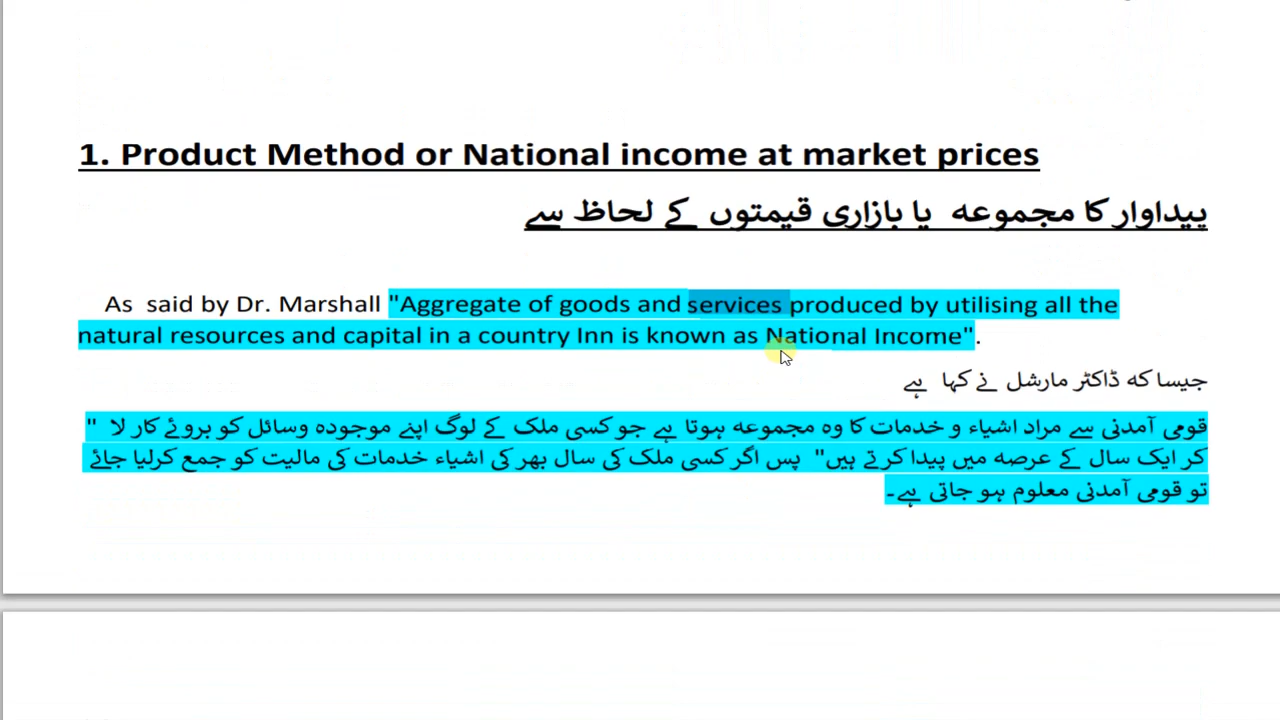 1. Product Method or National income at market prices
پیداوار کا مجموعہ یا بازاری قیمتوں کے لحاظ سے
As said by Dr. Marshall "Aggregate of goods and services produced by utilising all the
natural resources and capital in a country Inn is known as National Income".
جیسا کہ ڈاکٹر مارشل نے کہا ہے
قومی آمدنی سے مراد اشیاء و خدمات کا وہ مجموعہ ہوتا ہے جو کسی ملک کے لوگ اپنے موجودہ وسائل کو بروئے کار لا "
کر ایک سال کے عرصہ میں پیدا کرتے ہیں" پس اگر کسی ملک کی سال بھر کی اشیاء خدمات کی مالیت کو جمع کرلیا جائے
تو قومی آمدنی معلوم ہو جاتی ہے۔